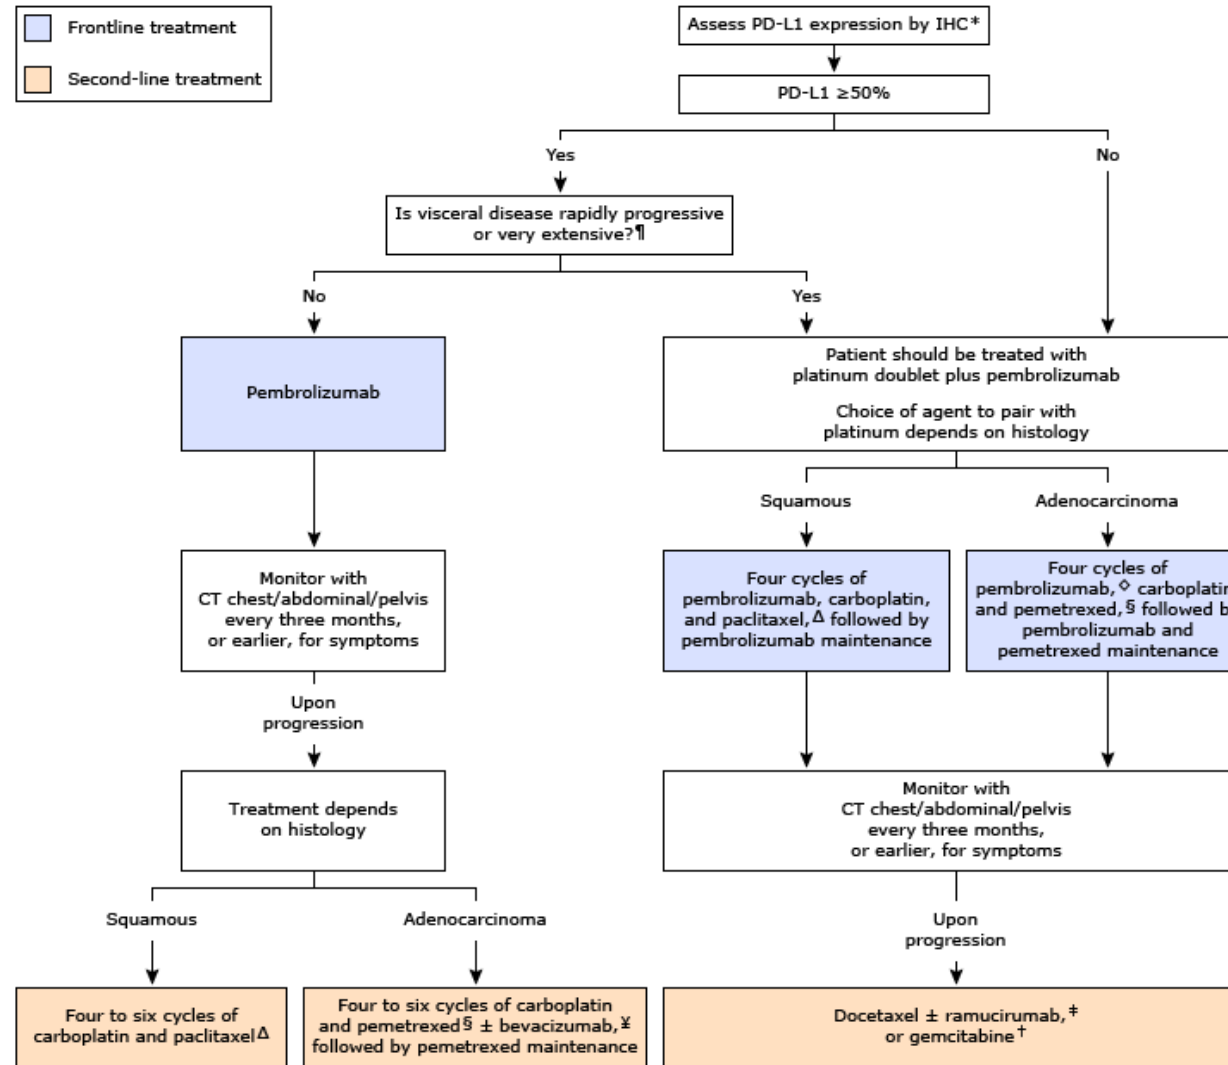 Frontline treatment
Second-line treatment
Assess PD-L1 expression by IHC*
PD-L1 ≥50%
Yes
No
Is visceral disease rapidly progressive
or very extensive?¶
No
Yes
Pembrolizumab
Patient should be treated with
platinum doublet plus pembrolizumab
Choice of agent to pair with
platinum depends on histology
Squamous
Adenocarcinoma
Monitor with
CT chest/abdominal/pelvis
every three months,
or earlier, for symptoms
Four cycles of
pembrolizumab, carboplatin,
and paclitaxel,Δ followed by
pembrolizumab maintenance
Four cycles of
pembrolizumab,◊ carboplatin
and pemetrexed,§ followed b
pembrolizumab and
pemetrexed maintenance
Upon
progression
Treatment depends
on histology
Monitor with
CT chest/abdominal/pelvis
every three months,
or earlier, for symptoms
Squamous
Adenocarcinoma
Upon
progression
Four to six cycles of
carboplatin and paclitaxelΔ
Four to six cycles of carboplatin
and pemetrexed§ ± bevacizumab,¥
followed by pemetrexed maintenance
Docetaxel ± ramucirumab,‡
or gemcitabine†